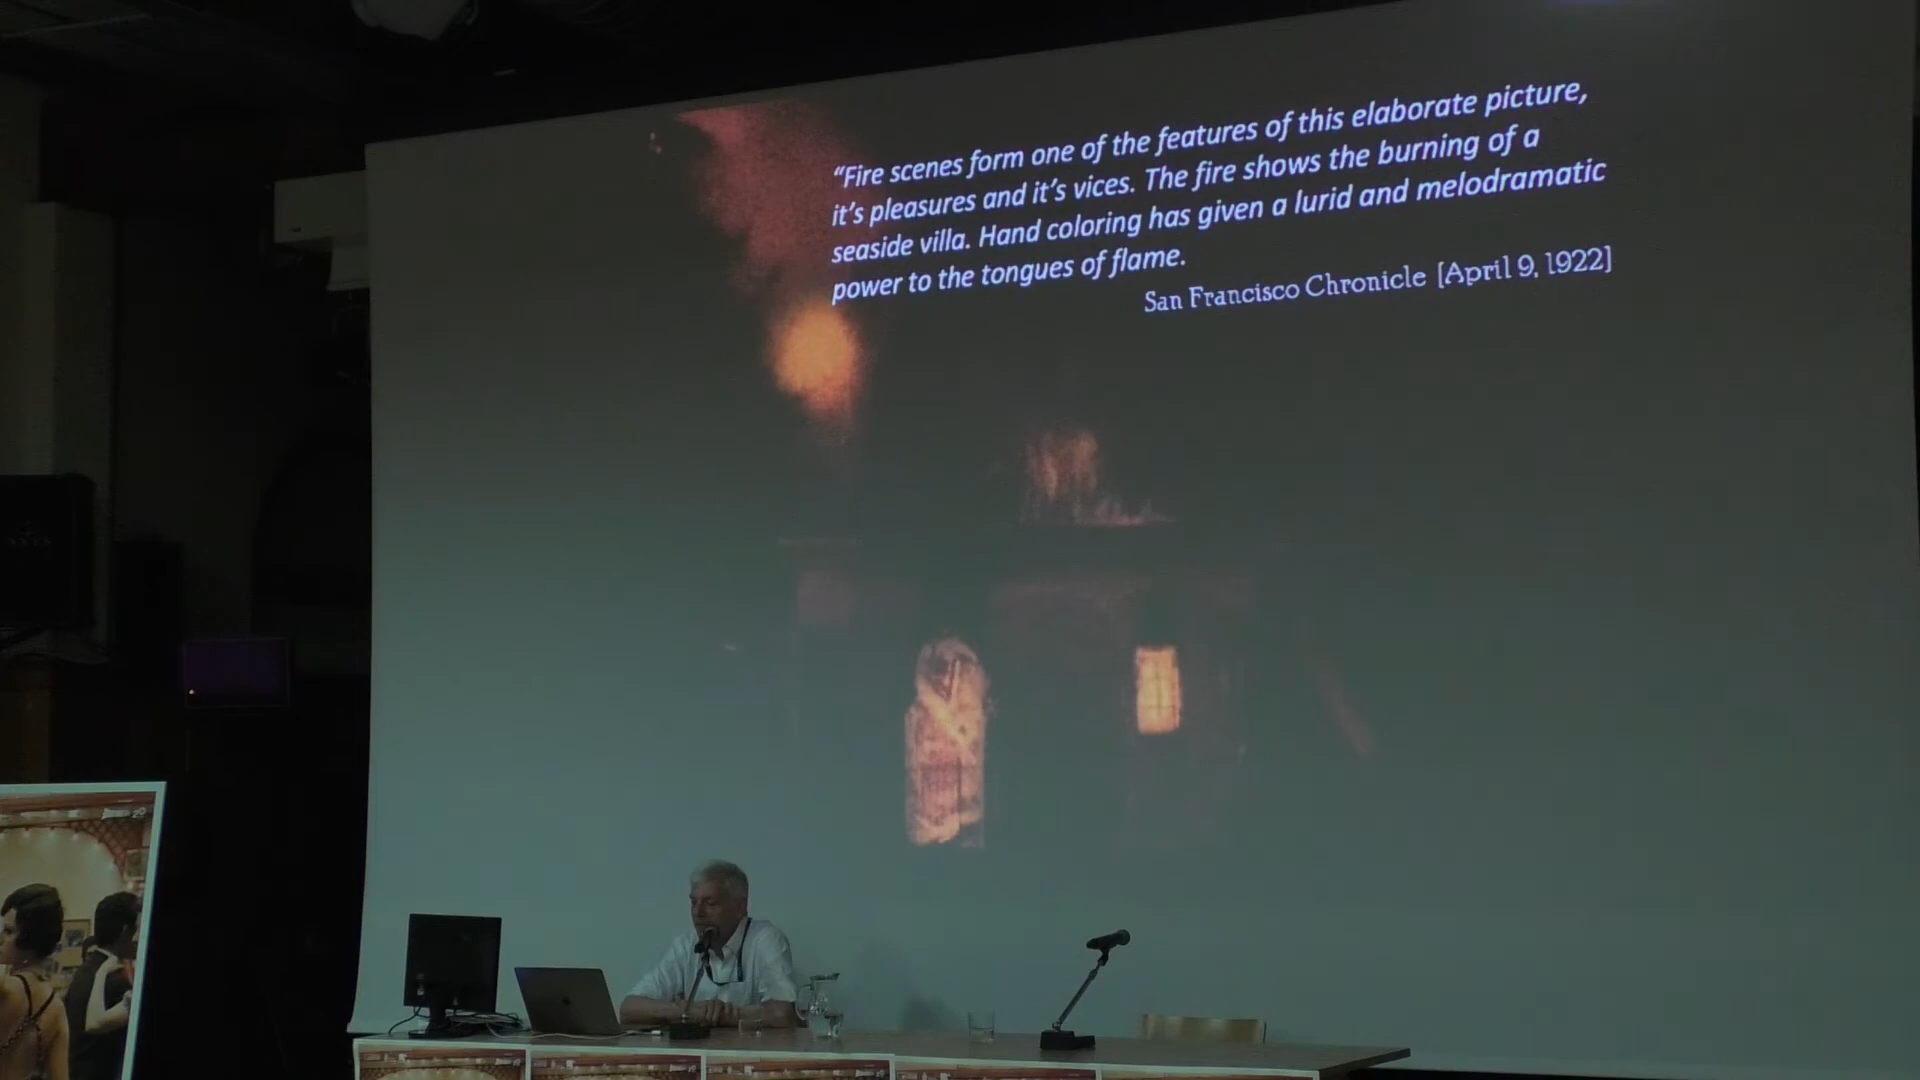 “Fire scenes form one of the features of this elaborate picture,
it’s pleasures and it’s vices. The fire shows the burning of a
seaside villa. Hand coloring has given a lurid and melodramatic
power to the tongues of flame.
San Francisco Chronicle [April 9, 1922]